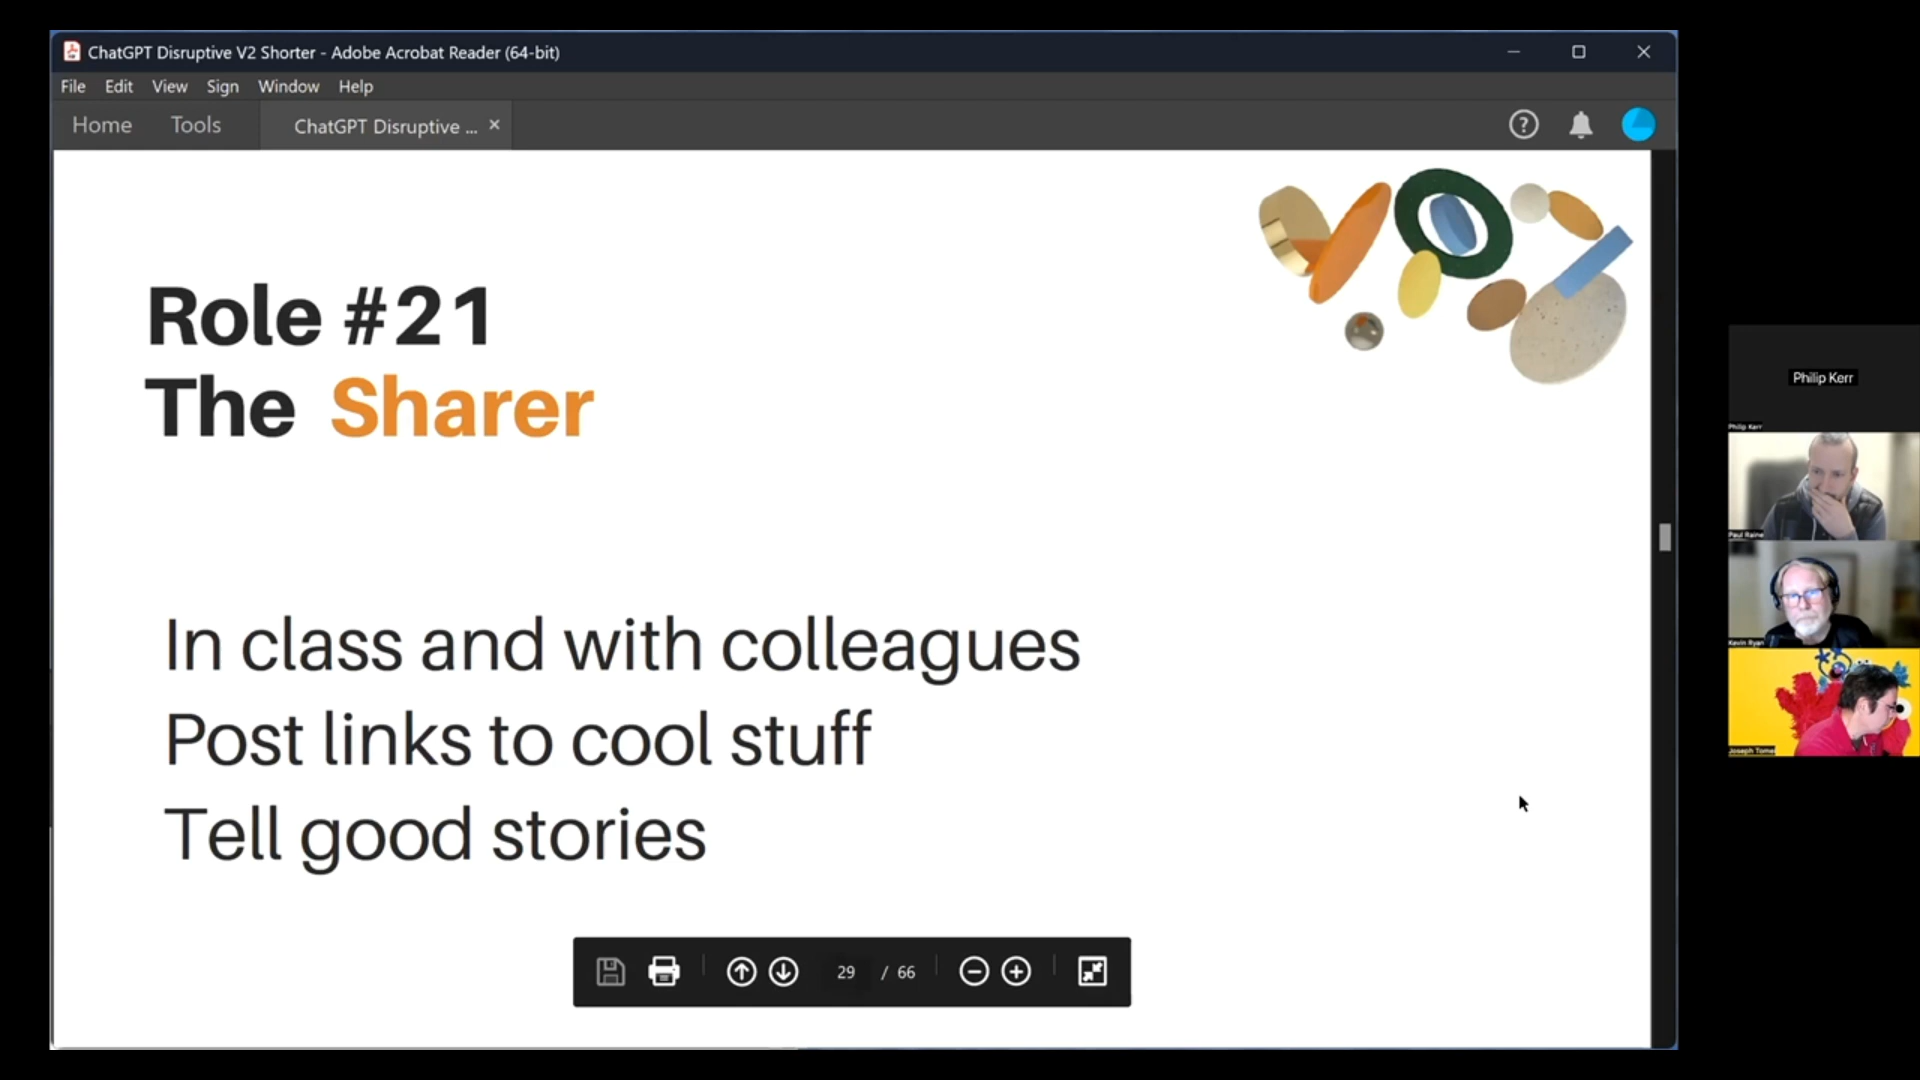 ChatGPT Disruptive V2 Shorter - Adobe Acrobat Reader (64-bit)
File Edit View Sign Window Help
Home Tools ChatGPT Disruptive ...
Role #21
The Sharer
In class and with colleagues
Post links to cool stuff
Tell good stories
29 / 66
Philip Kerr
Philip Kerr
Paul Raine
Kevin Ryan
Joseph Tomei